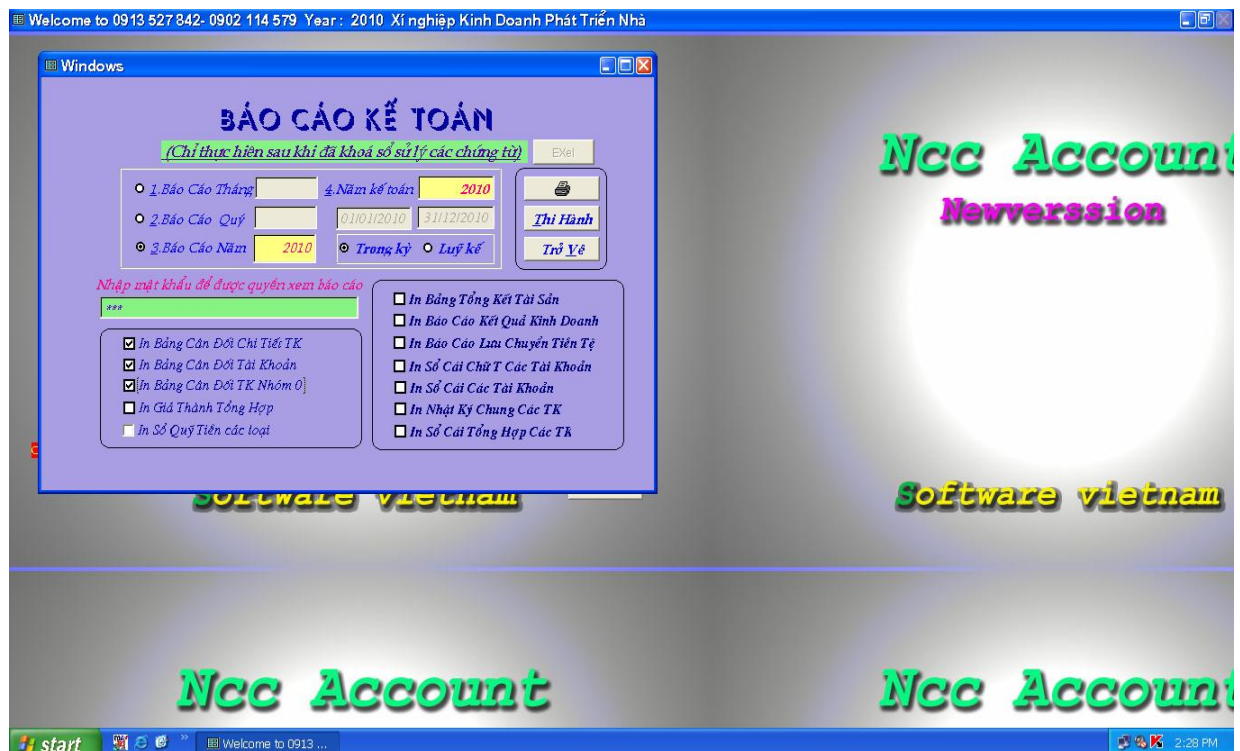 Welcome to 0913 527 842- 0902 114 579 Year : 2010 Xí nghiệp Kinh Doanh Phát Triển Nhà
Windows
BÁO CÁO KẾ TOÁN
(Chỉ thực hiện sau khi đã khoá sổ sử lý các chứng từ)
EXel
1.Báo Cáo Tháng
4.Năm kế toán 2010
2.Báo Cáo Quý
01/01/2010 31/12/2010
Thi Hành
3.Báo Cáo Năm 2010
Trong kỳ Luỹ kế
Trở Về
Nhập mật khẩu để được quyền xem báo cáo
***
In Bảng Cân Đối Chi Tiết TK
In Bảng Cân Đối Tài Khoản
In Bảng Cân Đối TK Nhóm 0
In Giá Thành Tổng Hợp
In Sổ Quỹ Tiền các loại
In Bảng Tổng Kết Tài Sản
In Báo Cáo Kết Quả Kinh Doanh
In Báo Cáo Lưu Chuyển Tiền Tệ
In Sổ Cái Chữ T Các Tài Khoản
In Sổ Cái Các Tài Khoản
In Nhật Ký Chung Các TK
In Sổ Cái Tổng Hợp Các TK
Ncc Account
Newverssion
Software vietnam
Software vietnam
Ncc Account
Ncc Account
start
Welcome to 0913 ...
2:28 PM